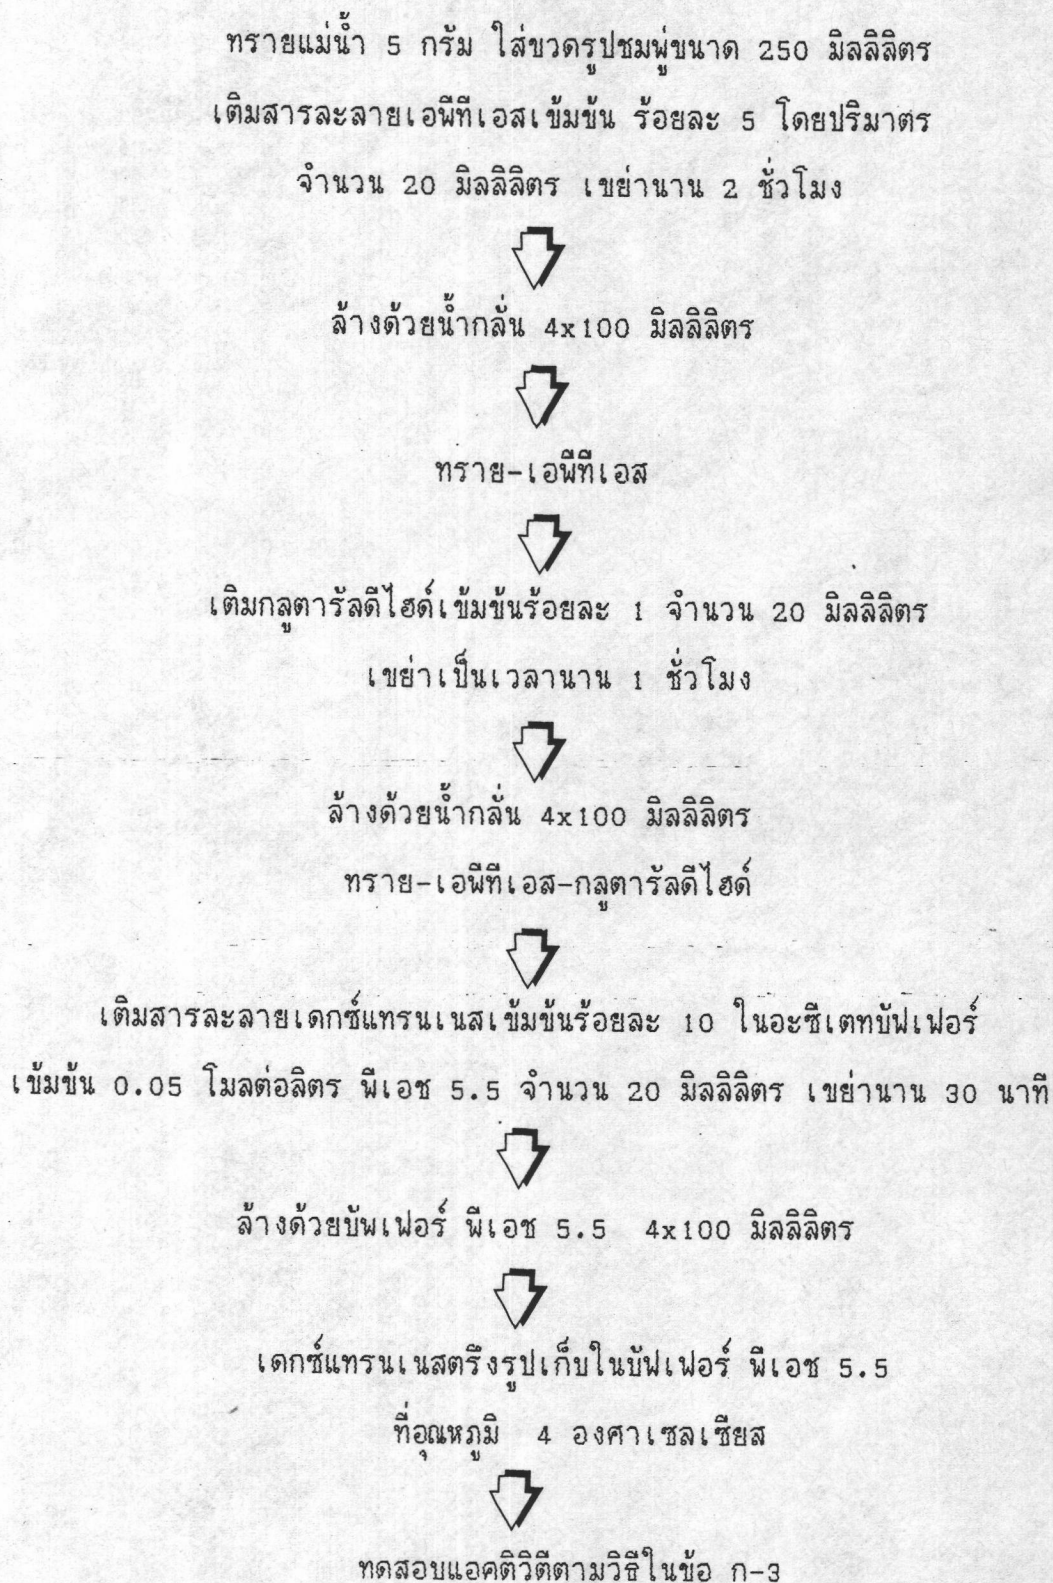 ทรายแม่น้ำ 5 กรัม ใส่ขวดรูปชมพู่ขนาด 250 มิลลิลิตร
เติมสารละลายเอพีทีเอสเข้มข้น ร้อยละ 5 โดยปริมาตร
จำนวน 20 มิลลิลิตร เขย่านาน 2 ชั่วโมง
ล้างด้วยน้ำกลั่น 4x100 มิลลิลิตร
ทราย-เอพีทีเอส
เติมกลูตารัลดีไฮด์เข้มข้นร้อยละ 1 จำนวน 20 มิลลิลิตร
เขย่าเป็นเวลานาน 1 ชั่วโมง
ล้างด้วยน้ำกลั่น 4x100 มิลลิลิตร
ทราย-เอพีทีเอส-กลูตารัลดีไฮด์
เติมสารละลายเดกซ์แทรนเนสเข้มข้นร้อยละ 10 ในอะซีเตทบัฟเฟอร์
เข้มข้น 0.05 โมลต่อลิตร พีเอช 5.5 จำนวน 20 มิลลิลิตร เขย่านาน 30 นาที
ล้างด้วยบัพเฟอร์ พีเอช 5.5 4x100 มิลลิลิตร
เดกซ์แทรนเนสตรึงรูปเก็บในบัฟเฟอร์ พีเอช 5.5
ที่อุณหภูมิ 4 องศาเซลเซียส
ทดสอบแอคติวิตีตามวิธีในข้อ ก-3